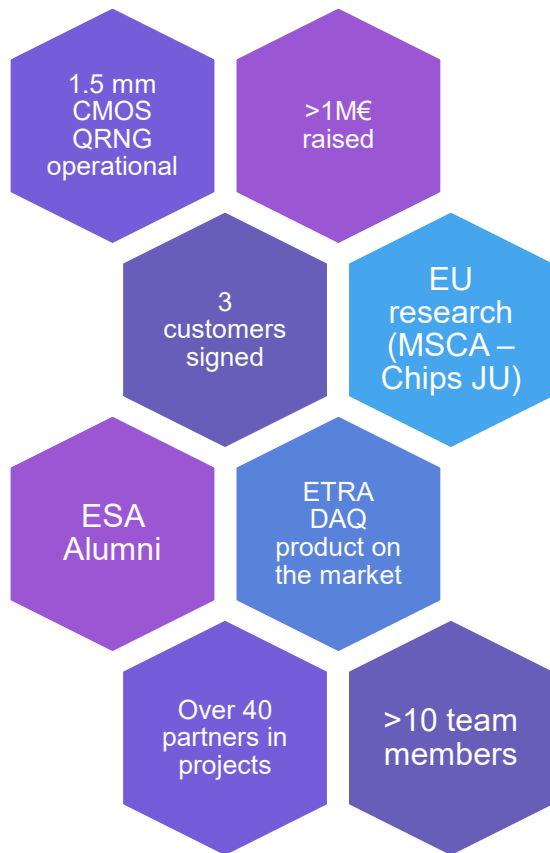 1.5 mm
CMOS
QRNG
operational
>1M€
raised
3
customers
signed
EU
research
(MSCA –
Chips JU)
ESA
Alumni
ETRA
DAQ
product on
the market
Over 40
partners in
projects
>10 team
members